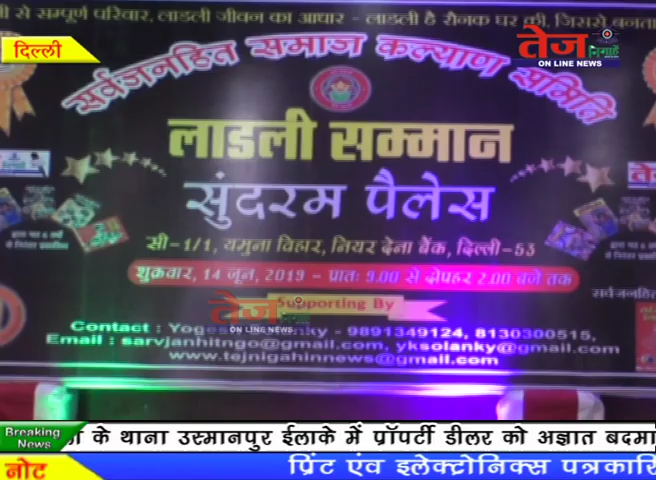 से सम्पूर्ण परिवार, लाडली जीवन का आधार - लाडली है रौनक घर की, जिससे बनता
दिल्ली
तेज निगाहें
ON LINE NEWS
सर्वजनहित समाज कल्याण समिति
लाडली सम्मान
सुंदरम पैलेस
सी-1/1, यमुना विहार, नियर देना बैंक, दिल्ली-53
शुक्रवार, 14 जून, 2019 - प्रातः 9.00 से दोपहर 2.00 बजे तक
तेज
ON LINE NEWS
Supporting By
सर्वजनहित
Contact : - 9891349124, 8130300515,
Email : sarvjanhitngo@gmail.com, yksolanky@gmail.com
www.tejnigahinnews@gmail.com
Breaking News
के थाना उस्मानपुर ईलाके में प्रॉपर्टी डीलर को अज्ञात बदमा
नोट
प्रिंट एंव इलेक्ट्रोनिक्स पत्रकारि